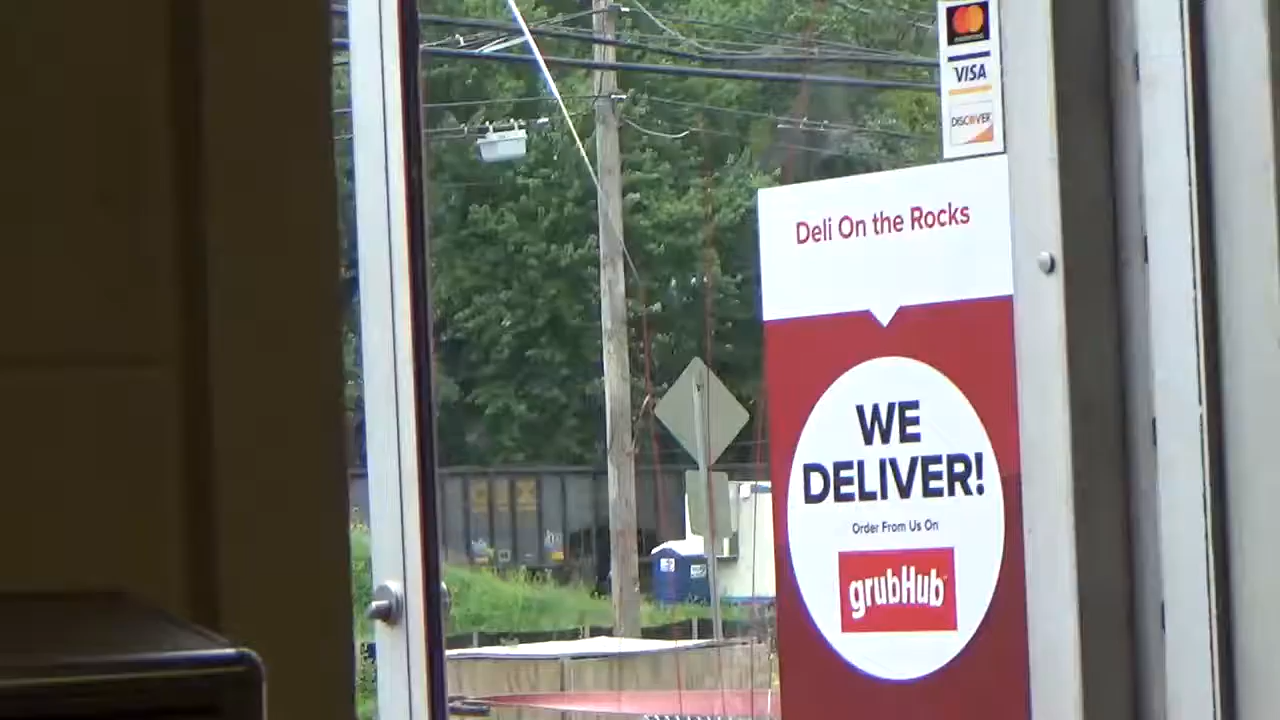 VISA
DISCOVER
Deli On the Rocks
WE
DELIVER!
Order From Us On
grubHub